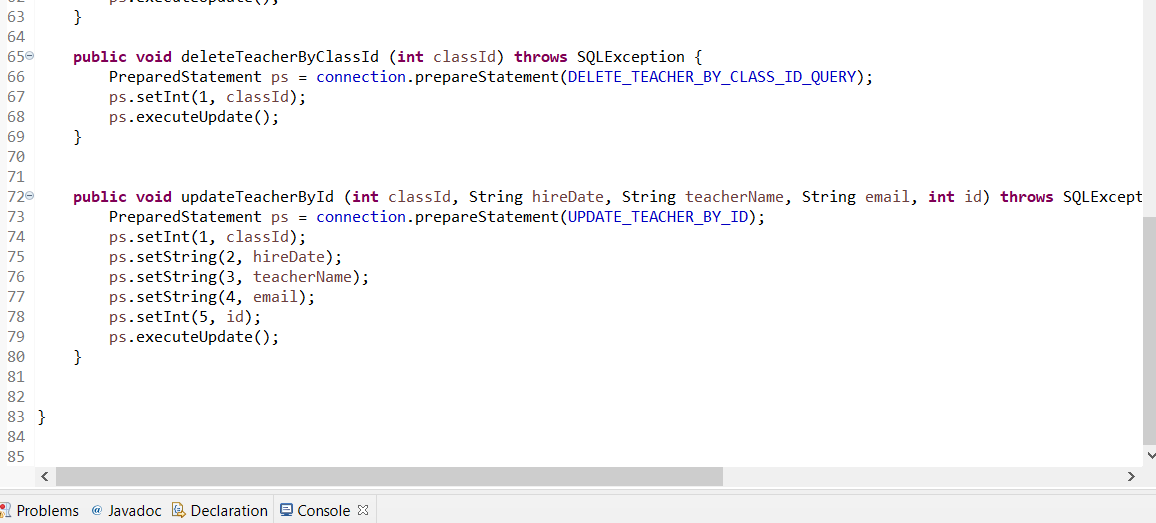 62 ps.executeUpdate();
63 }
64
65 public void deleteTeacherByClassId (int classId) throws SQLException {
66 PreparedStatement ps = connection.prepareStatement(DELETE_TEACHER_BY_CLASS_ID_QUERY);
67 ps.setInt(1, classId);
68 ps.executeUpdate();
69 }
70
71
72 public void updateTeacherById (int classId, String hireDate, String teacherName, String email, int id) throws SQLExcept
73 PreparedStatement ps = connection.prepareStatement(UPDATE_TEACHER_BY_ID);
74 ps.setInt(1, classId);
75 ps.setString(2, hireDate);
76 ps.setString(3, teacherName);
77 ps.setString(4, email);
78 ps.setInt(5, id);
79 ps.executeUpdate();
80 }
81
82
83 }
84
85
Problems @ Javadoc Declaration Console